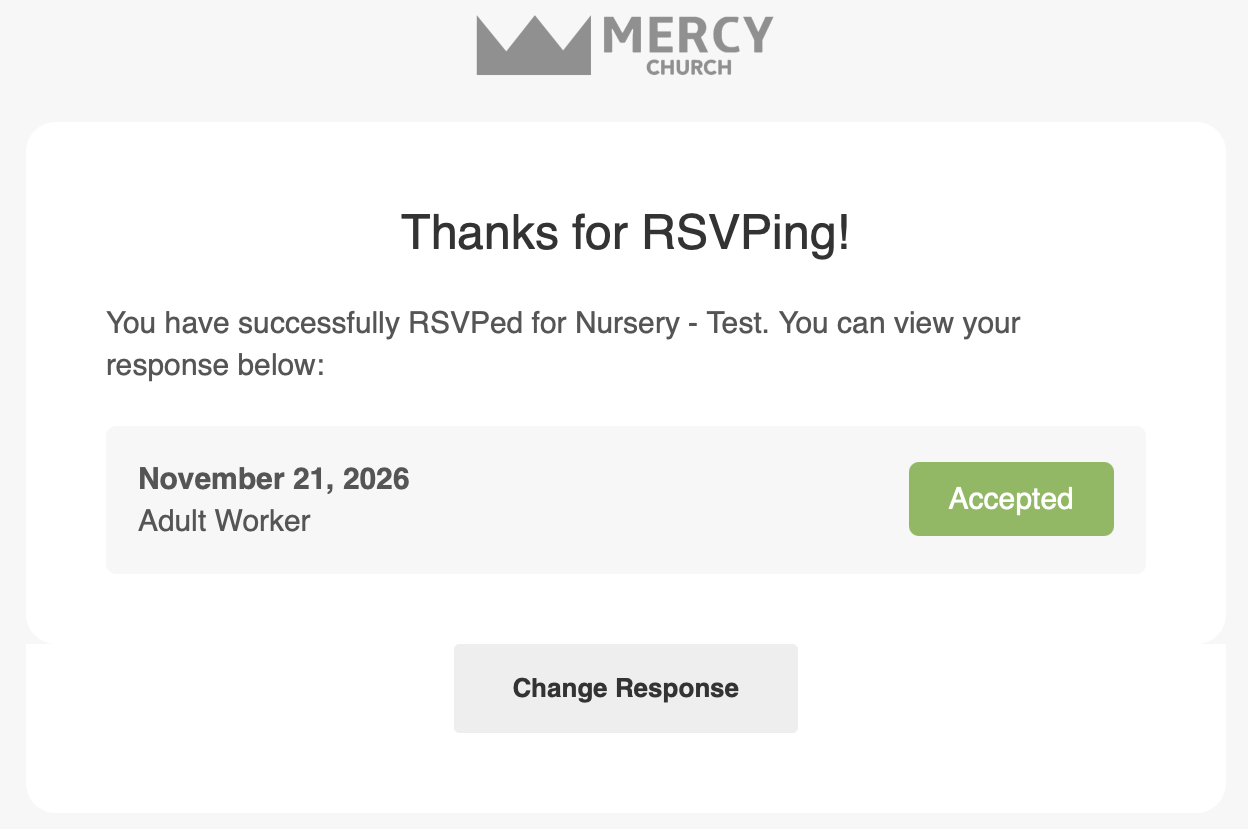 MERCY
CHURCH
Thanks for RSVPing!
You have successfully RSVPed for Nursery - Test. You can view your
response below:
November 21, 2026
Adult Worker
Accepted
Change Response